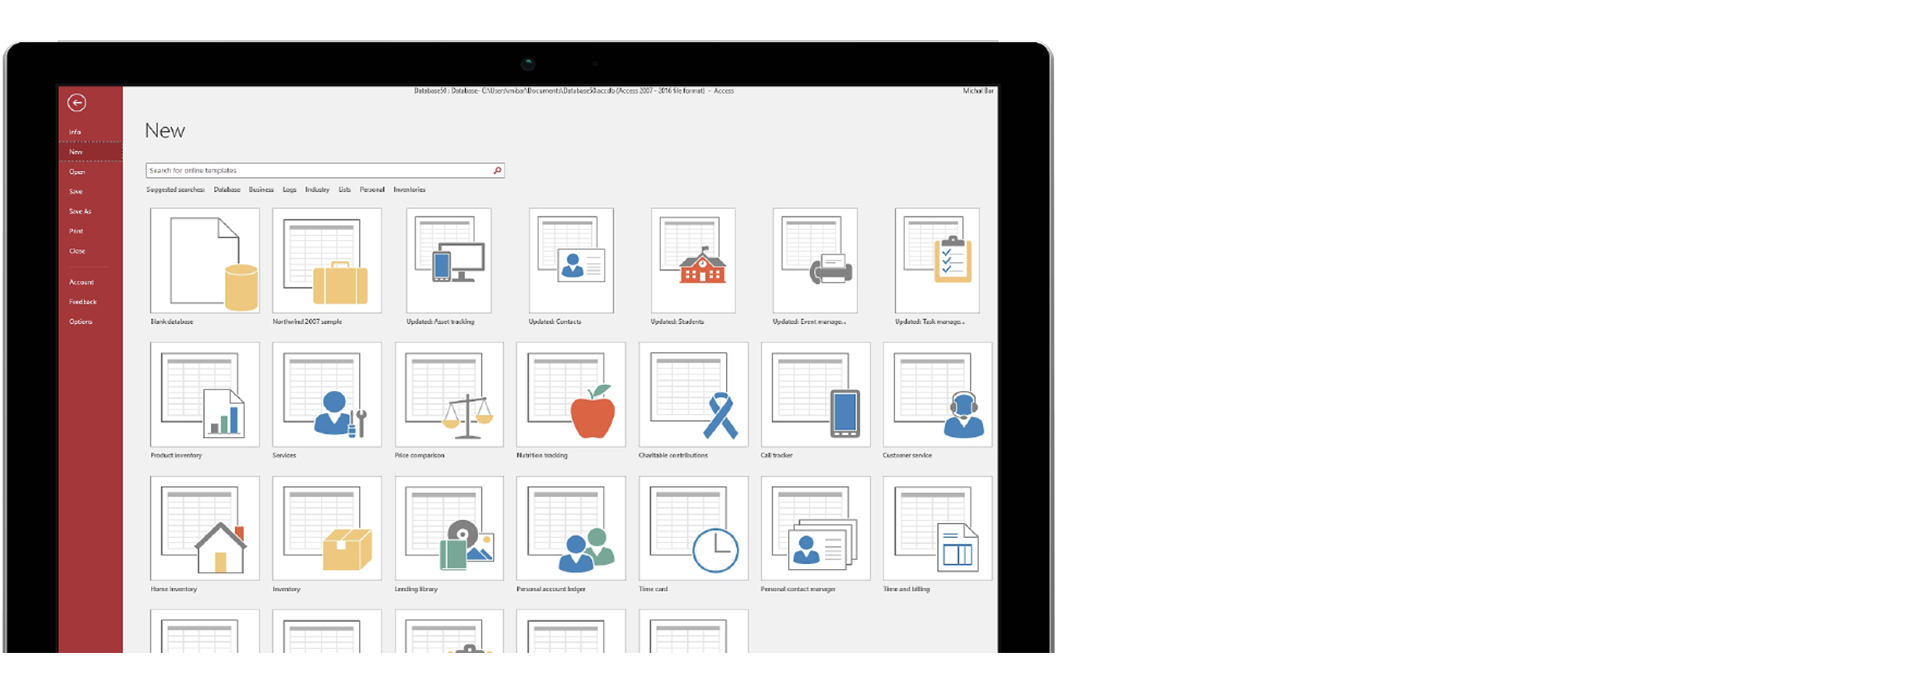 Database50 : Database- C:\Users\vmibar\Documents\Database50.accdb (Access 2007 - 2016 file format) - Access
Michal Bar
Info
New
Open
Save
Save As
Print
Close
Account
Feedback
Options
New
Search for online templates
Suggested searches: Database Business Logs Industry Lists Personal Inventories
Blank database
Northwind 2007 sample
Updated: Asset tracking
Updated: Contacts
Updated: Students
Updated: Event manage...
Updated: Task manage...
Product inventory
Services
Price comparison
Nutrition tracking
Charitable contributions
Call tracker
Customer service
Home inventory
Inventory
Lending library
Personal account ledger
Time card
Personal contact manager
Time and billing